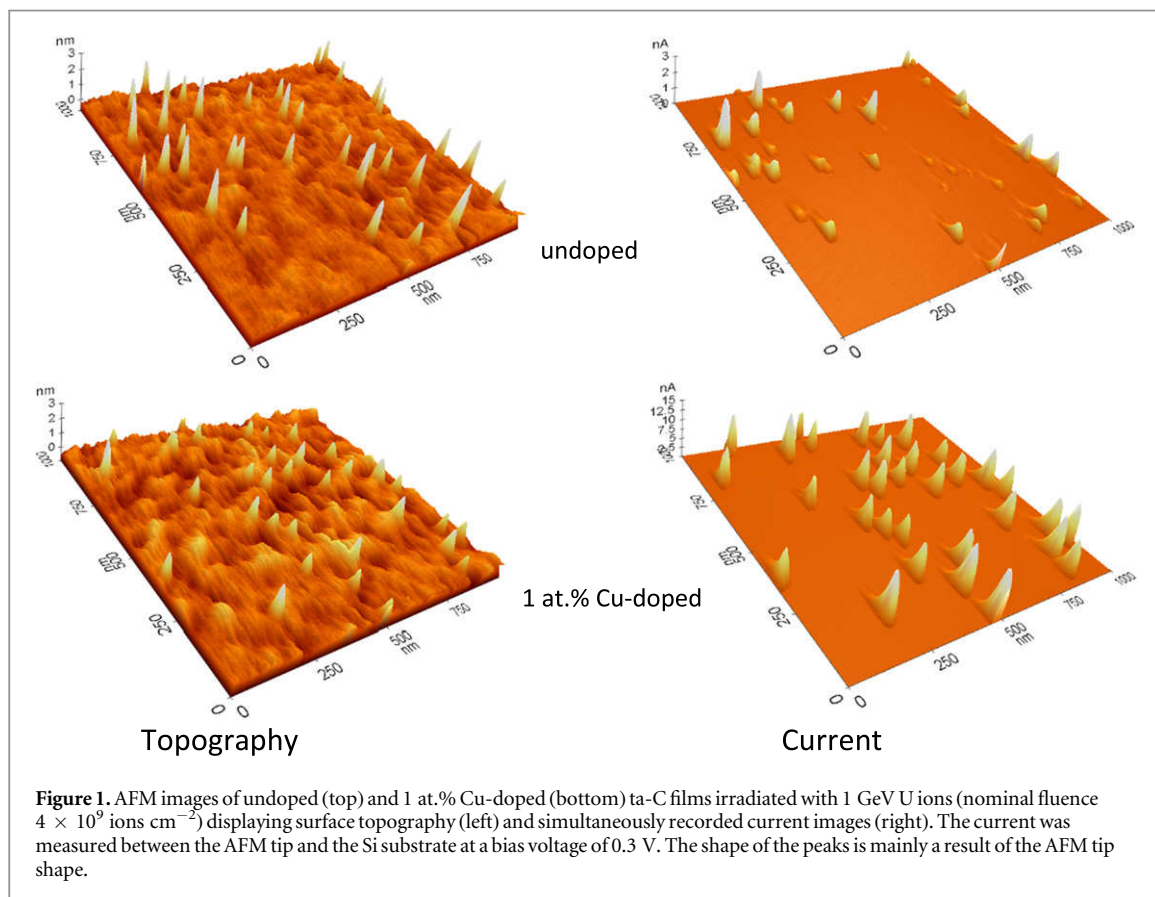 nm
3
2
1
0
1000
750
500
nm
250
0
0
250
500
nm
750
undoped
nA
3
2
1
0
750
500
nm
250
0
0
250
500
nm
750
1000
nm
3
2
1
0
1000
750
500
nm
250
0
0
250
500
nm
750
1 at.% Cu-doped
nA
15
12.5
10
7.5
5
750
500
nm
250
0
0
250
500
nm
750
1000
Topography
Current
Figure 1. AFM images of undoped (top) and 1 at.% Cu-doped (bottom) ta-C films irradiated with 1 GeV U ions (nominal fluence
4 × 10⁹ ions cm⁻²) displaying surface topography (left) and simultaneously recorded current images (right). The current was
measured between the AFM tip and the Si substrate at a bias voltage of 0.3 V. The shape of the peaks is mainly a result of the AFM tip
shape.